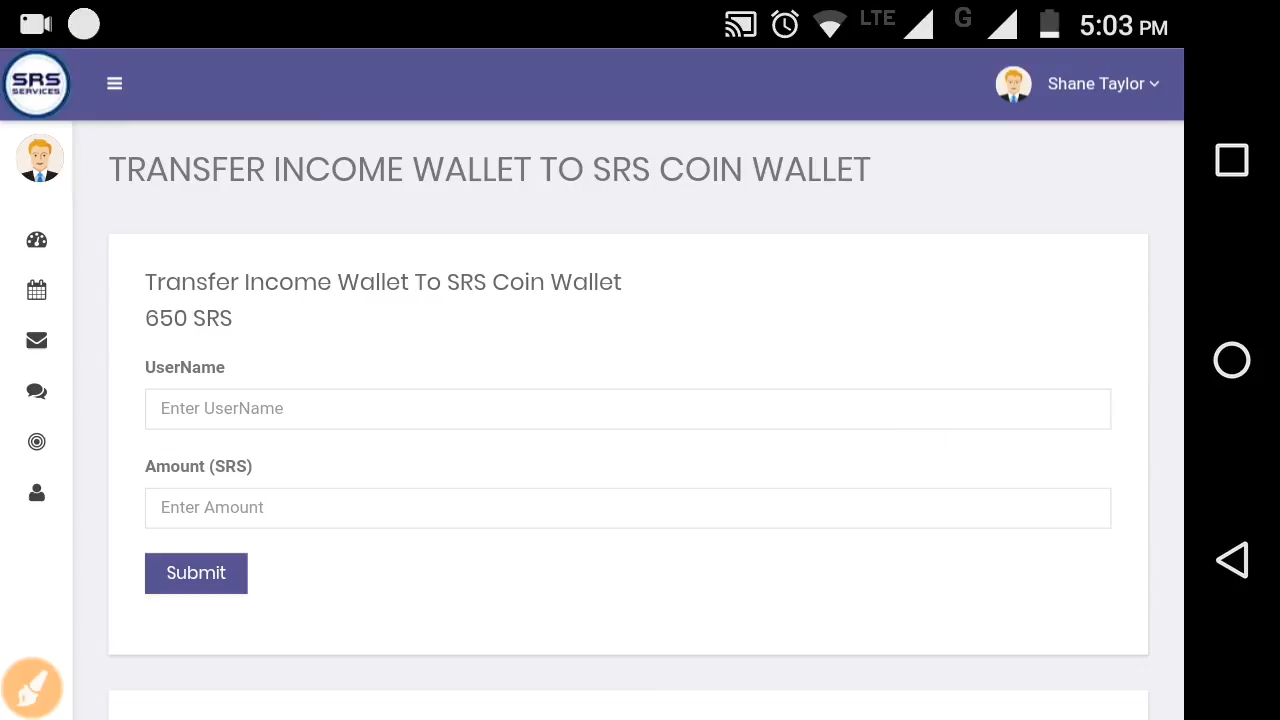 LTE G 5:03 PM
SRS
SERVICES
Shane Taylor
TRANSFER INCOME WALLET TO SRS COIN WALLET
Transfer Income Wallet To SRS Coin Wallet
650 SRS
UserName
Enter UserName
Amount (SRS)
Enter Amount
Submit